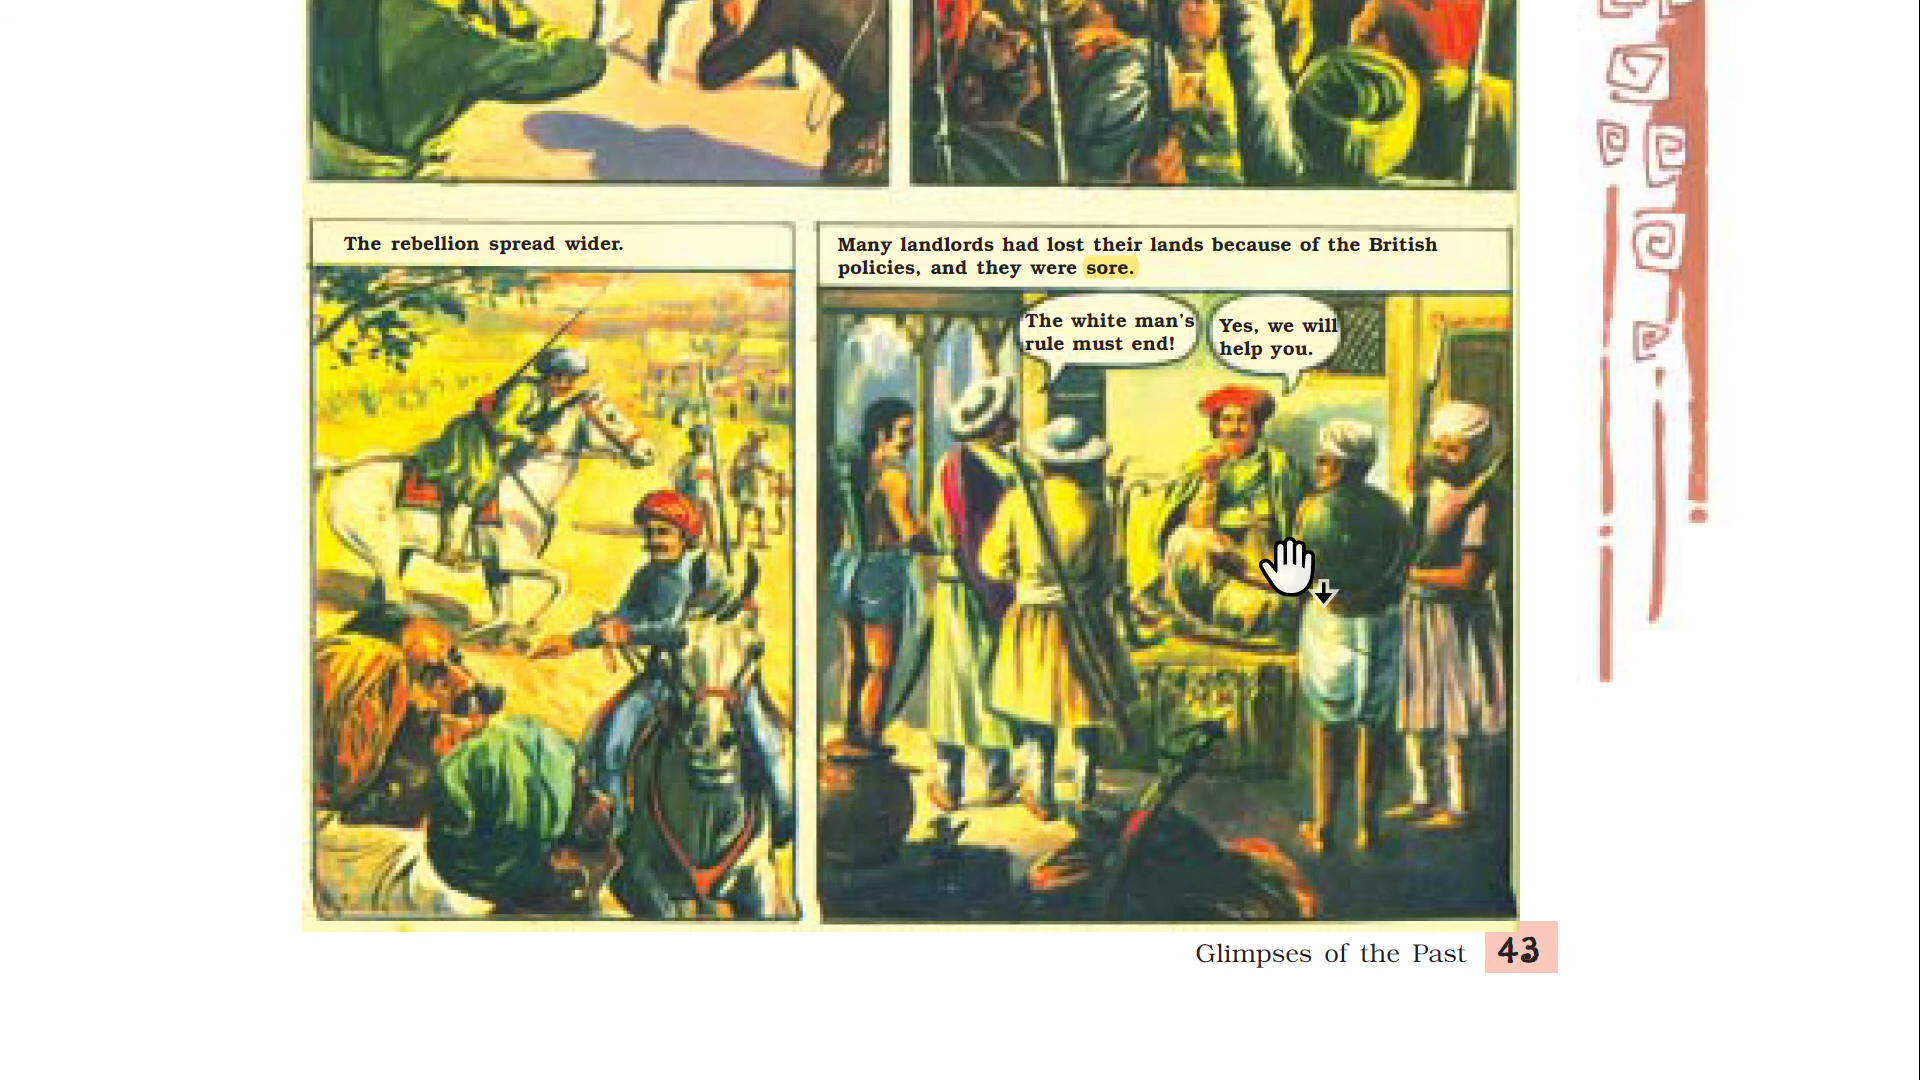 The rebellion spread wider.
Many landlords had lost their lands because of the British
policies, and they were sore.
The white man's
rule must end!
Yes, we will
help you.
Glimpses of the Past 43